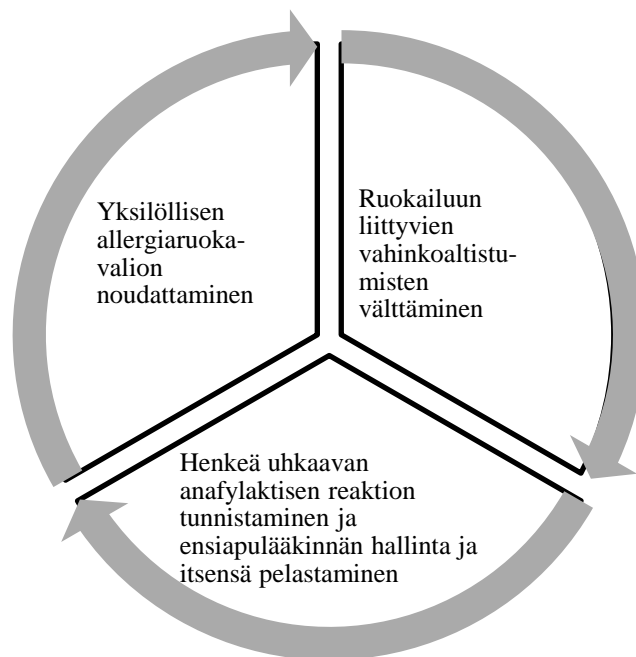 Yksilöllisen
allergiaruoka-
valion
noudattaminen
Ruokailuun
liittyvien
vahinkoaltistu-
misten
välttäminen
Henkeä uhkaavan
anafylaktisen reaktion
tunnistaminen ja
ensiapulääkinnän hallinta ja
itsensä pelastaminen